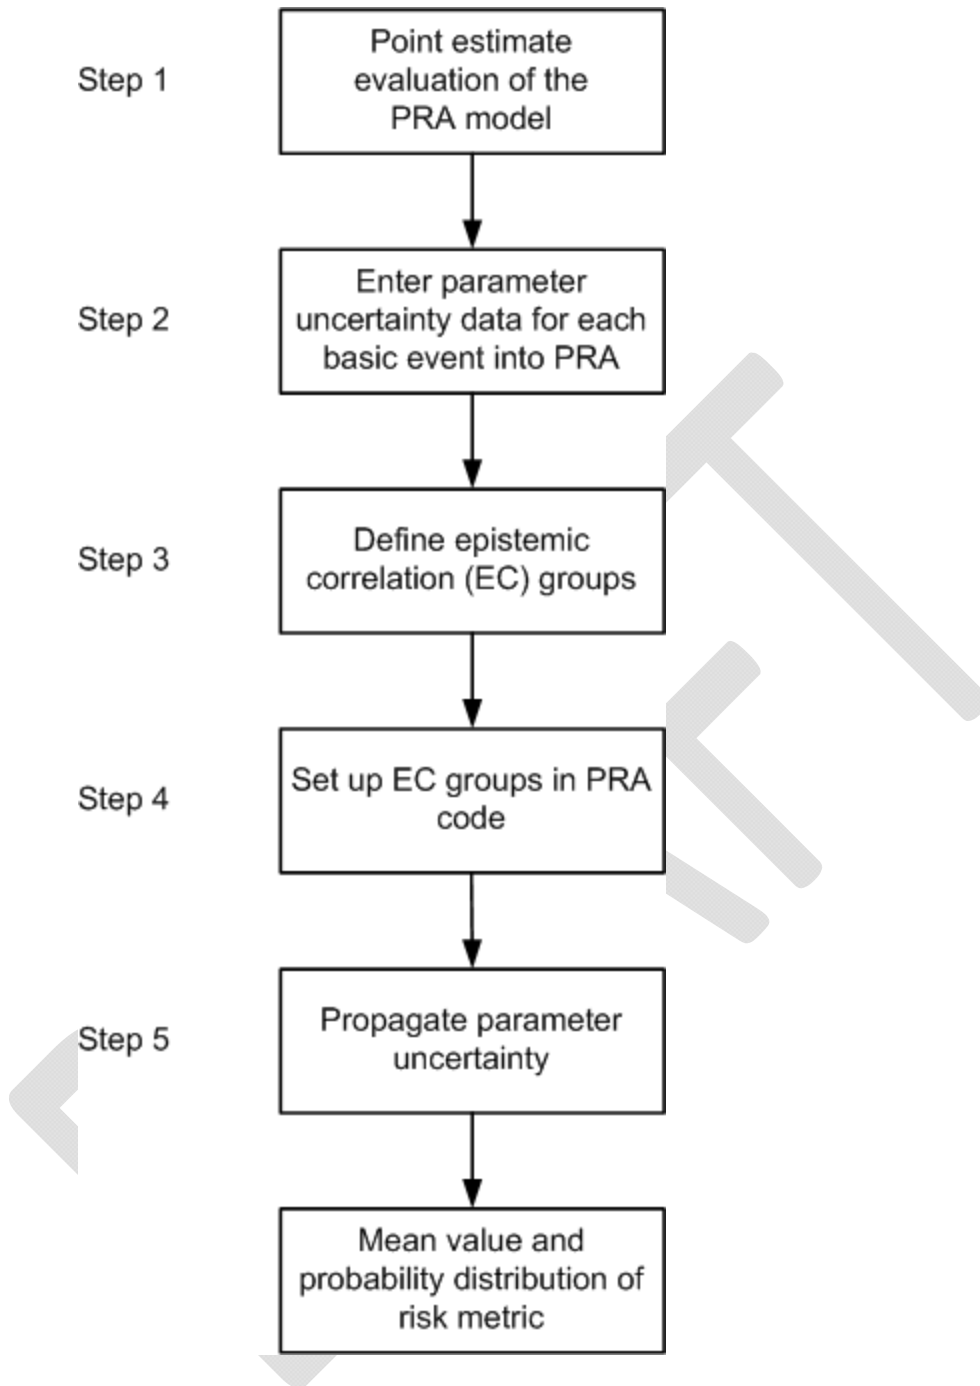 Step 1
Point estimate
evaluation of the
PRA model
Step 2
Enter parameter
uncertainty data for each
basic event into PRA
Step 3
Define epistemic
correlation (EC) groups
Step 4
Set up EC groups in PRA
code
Step 5
Propagate parameter
uncertainty
Mean value and
probability distribution of
risk metric